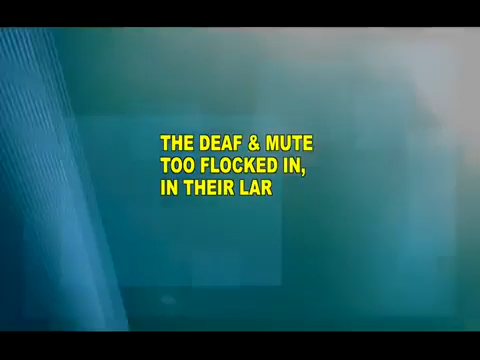 THE DEAF & MUTE
TOO FLOCKED IN,
IN THEIR LAR